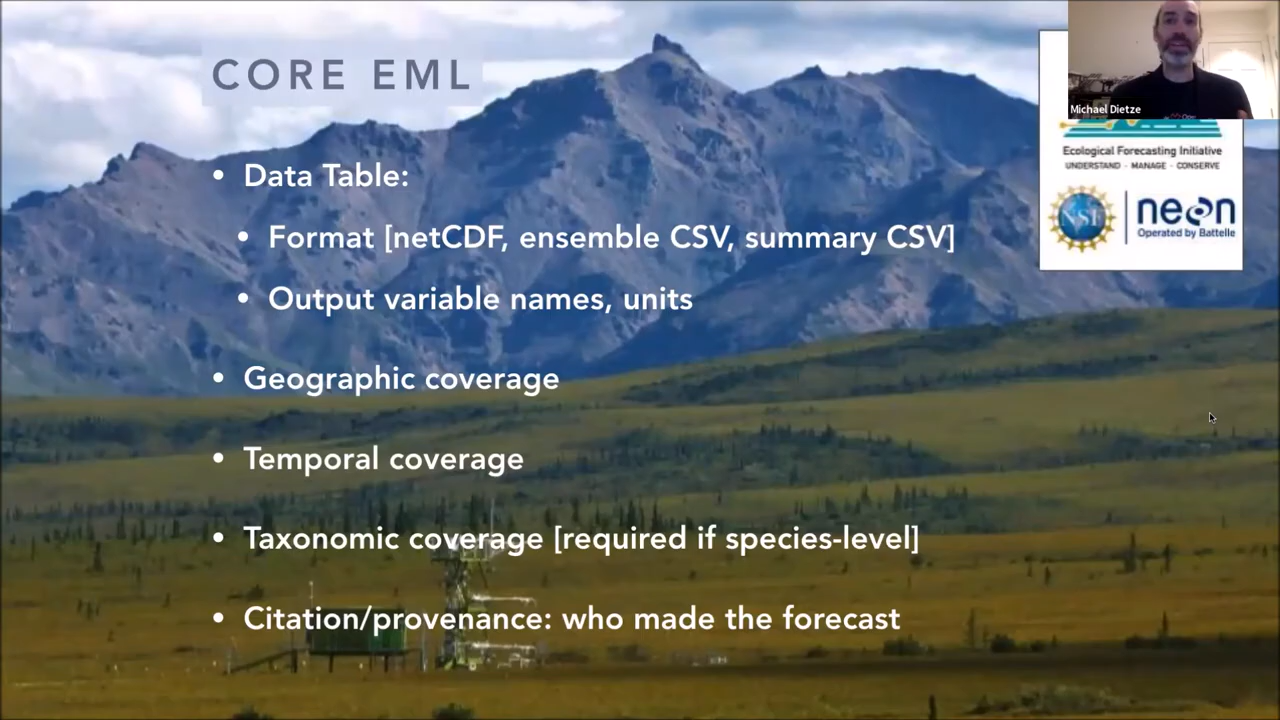 CORE EML
• Data Table:
• Format [netCDF, ensemble CSV, summary CSV]
• Output variable names, units
• Geographic coverage
• Temporal coverage
• Taxonomic coverage [required if species-level]
• Citation/provenance: who made the forecast
Michael Dietze
Ecological Forecasting Initiative
UNDERSTAND · MANAGE · CONSERVE
NSF
neon
Operated by Battelle